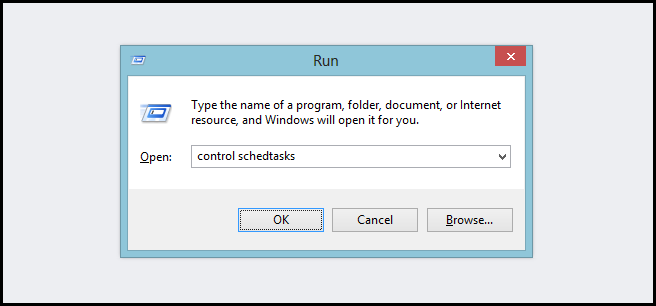 Run
Type the name of a program, folder, document, or Internet
resource, and Windows will open it for you.
Open: control schedtasks
OK Cancel Browse...